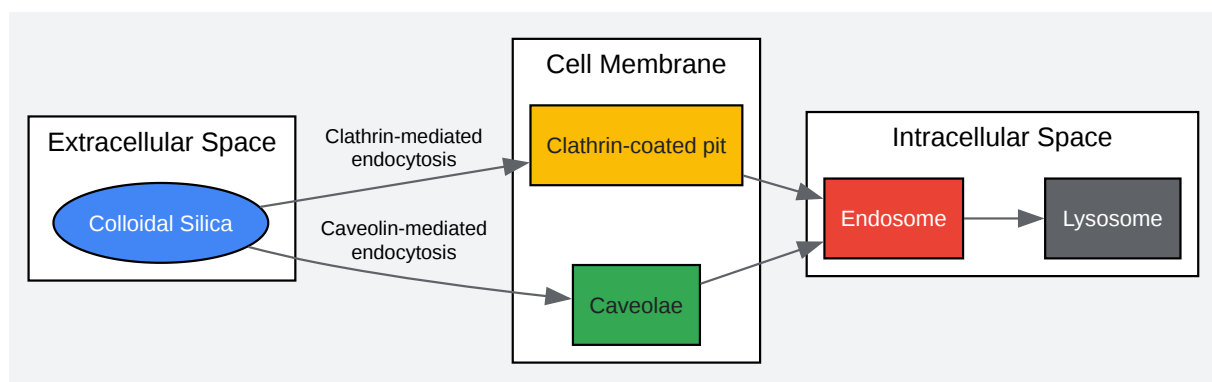 Extracellular Space
Colloidal Silica
Clathrin-mediated
endocytosis
Caveolin-mediated
endocytosis
Cell Membrane
Clathrin-coated pit
Caveolae
Intracellular Space
Endosome
Lysosome